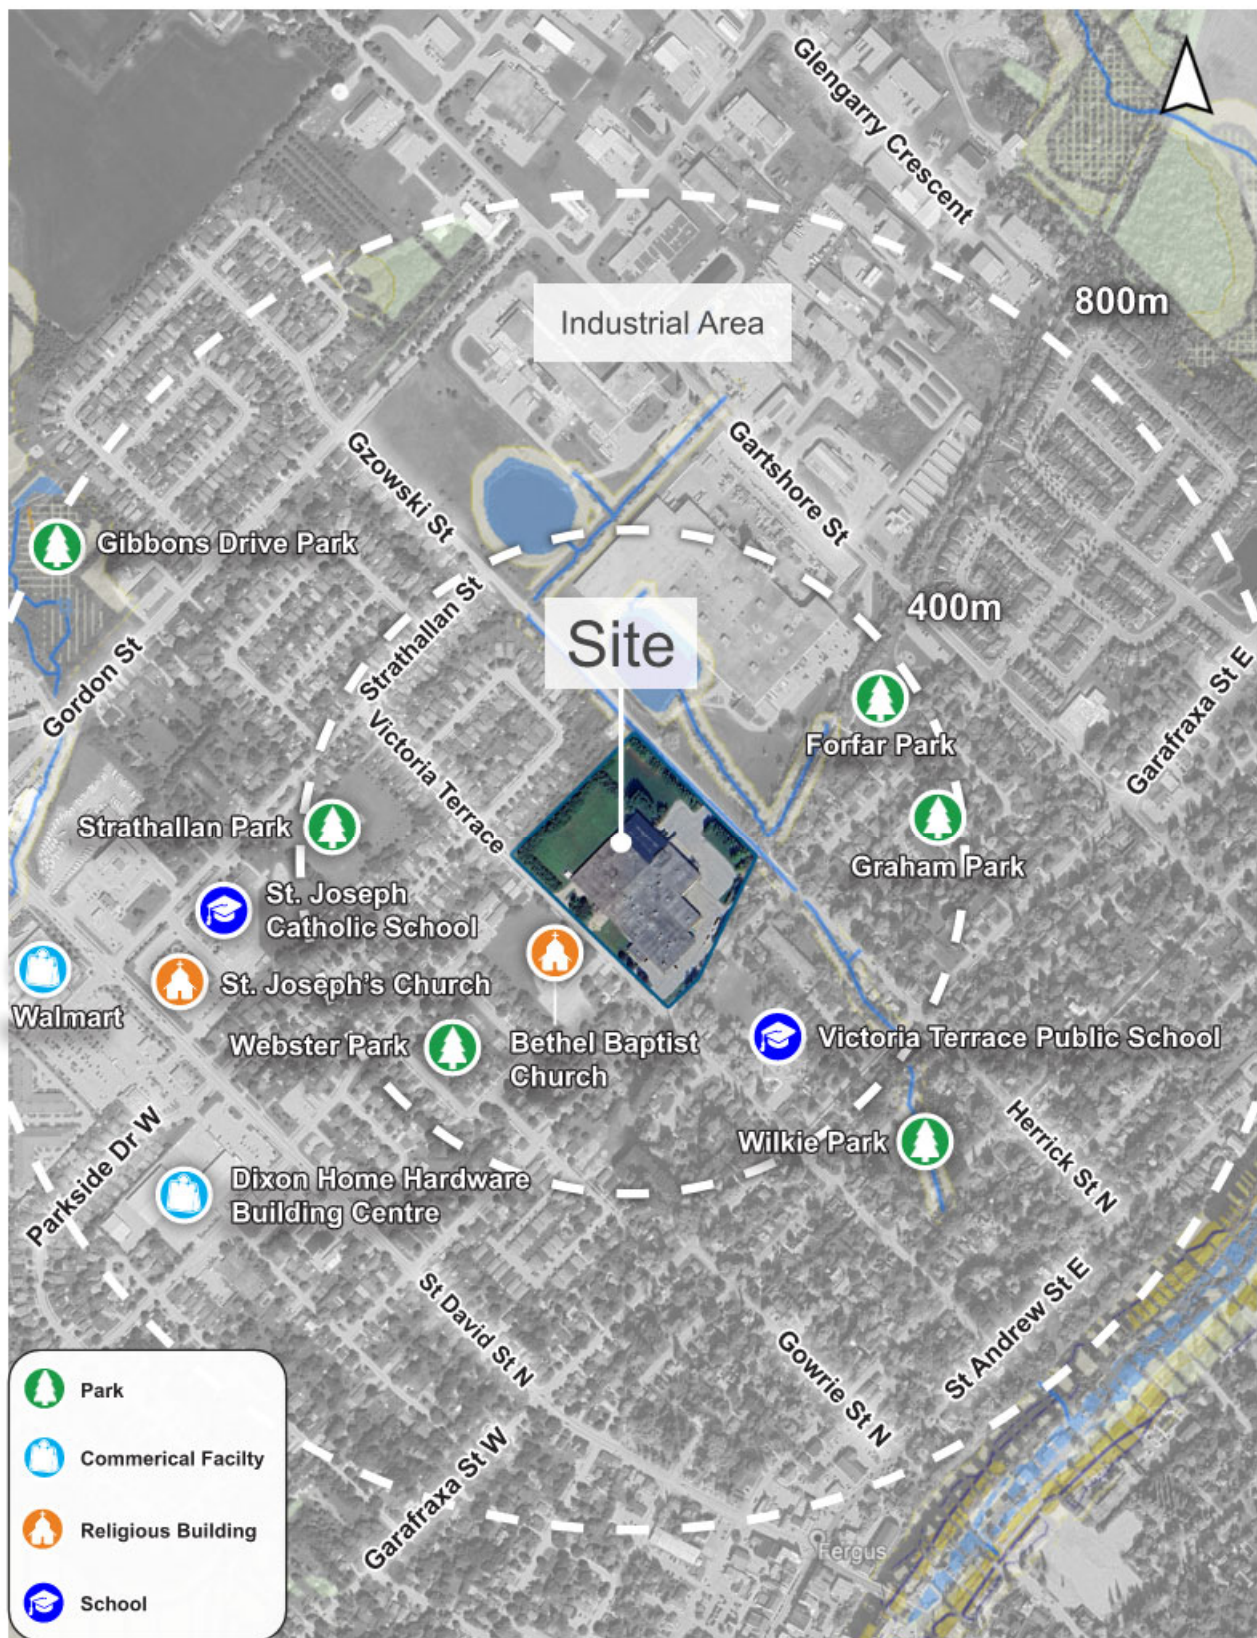 Glengarry Crescent
800m
Industrial Area
Gzowski St
Gartshore St
Gibbons Drive Park
Strathallan St
400m
Site
Gordon St
Garafraxa St E
Victoria Terrace
Forfar Park
Strathallan Park
Graham Park
St. Joseph
Catholic School
St. Joseph's Church
Walmart
Webster Park
Bethel Baptist
Church
Victoria Terrace Public School
Herrick St N
Wilkie Park
Parkside Dr W
Dixon Home Hardware
Building Centre
St David St N
St Andrew St E
Gowrie St N
Garafraxa St W
Fergus
Park
Commerical Facilty
Religious Building
School